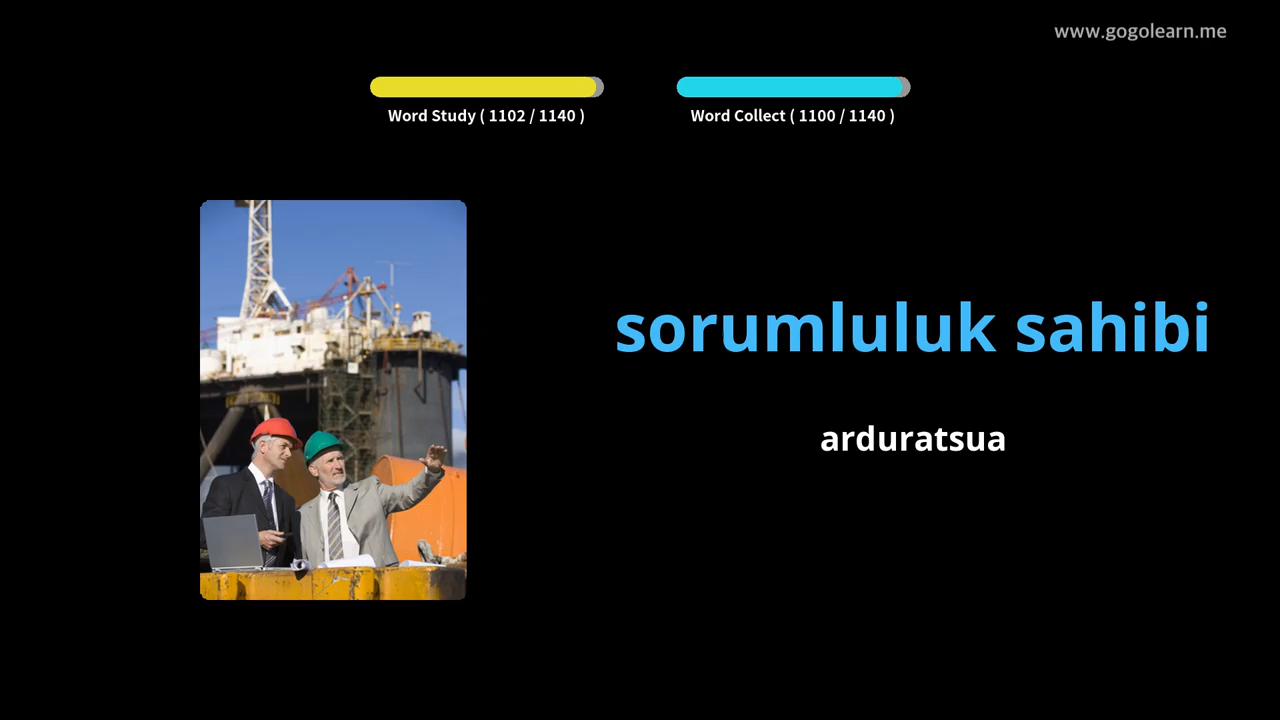 www.gogolearn.me
Word Study ( 1102 / 1140 )
Word Collect ( 1100 / 1140 )
sorumluluk sahibi
arduratsua